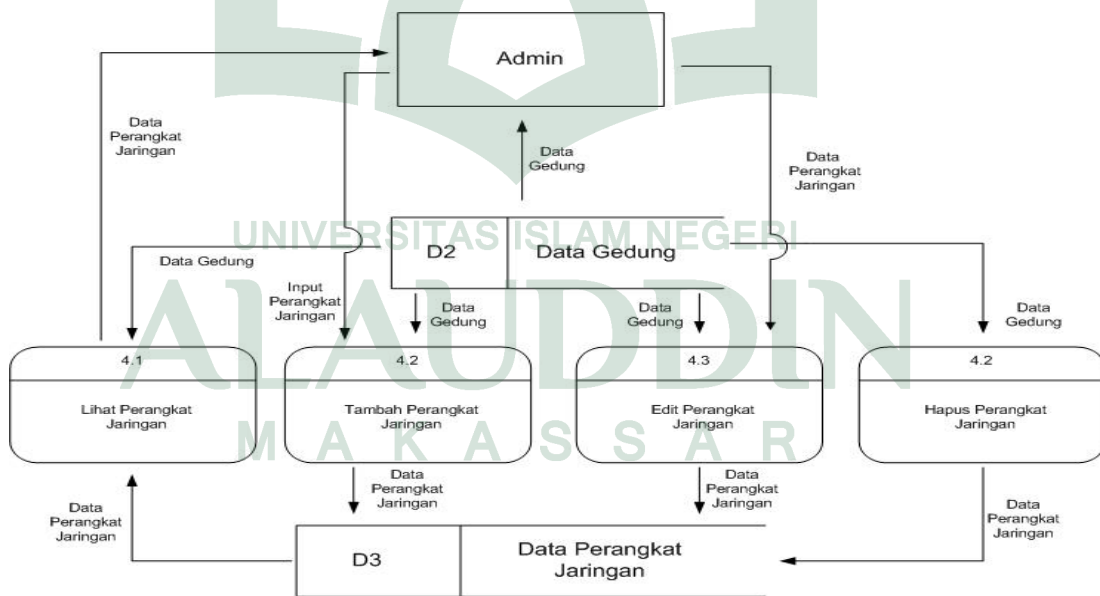 Admin
Data
Perangkat
Jaringan
Data
Gedung
Data
Perangkat
Jaringan
UNIVERSITAS ISLAM NEGERI
D2
Data Gedung
Data Gedung
Input
Perangkat
Jaringan
Data
Gedung
Data
Gedung
Data
Gedung
ALAUDDIN
4.1
Lihat Perangkat
Jaringan
4.2
Tambah Perangkat
Jaringan
4.3
Edit Perangkat
Jaringan
4.2
Hapus Perangkat
Jaringan
MAKASSAR
Data
Perangkat
Jaringan
Data
Perangkat
Jaringan
Data
Perangkat
Jaringan
Data
Perangkat
Jaringan
D3
Data Perangkat
Jaringan